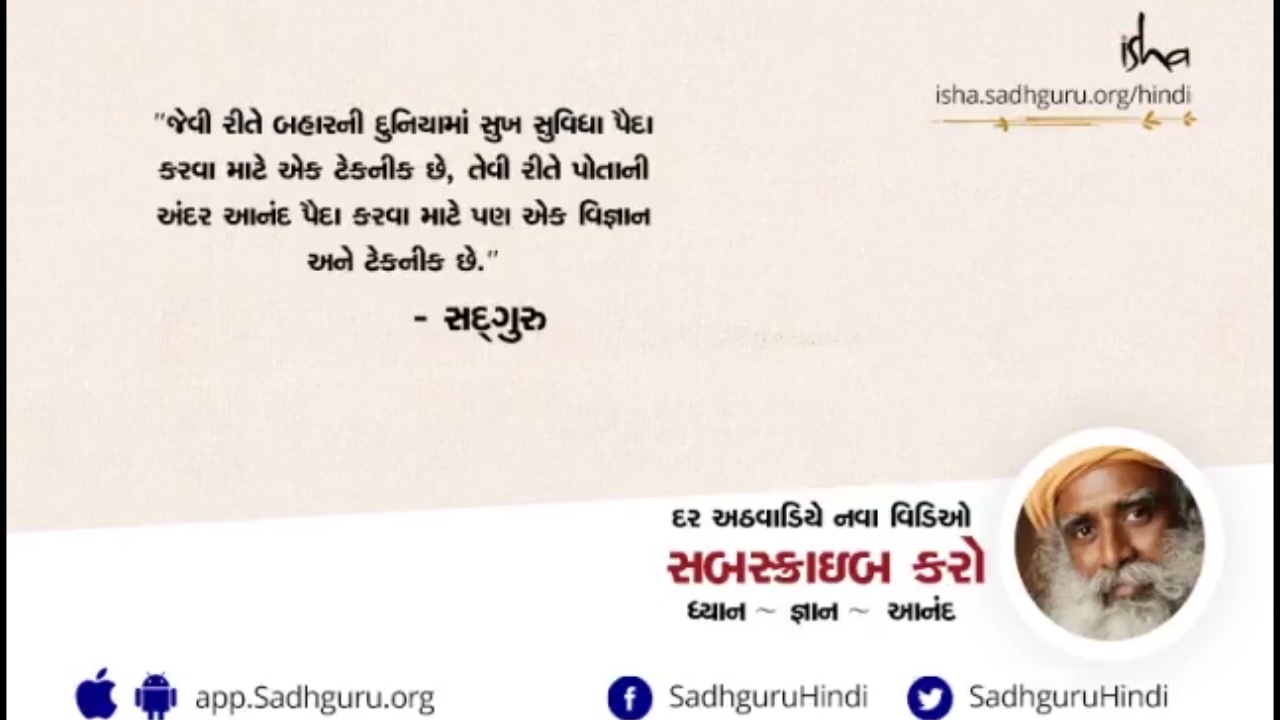 isha
isha.sadhguru.org/hindi
"જેવી રીતે બહારની દુનિયામાં સુખ સુવિધા પૈદા
કરવા માટે એક ટેકનીક છે, તેવી રીતે પોતાની
અંદર આનંદ પૈદા કરવા માટે પણ એક વિજ્ઞાન
અને ટેકનીક છે."
- સદ્‌ગુરુ
દર અઠવાડિયે નવા વિડિઓ
સબસ્ક્રાઇબ કરો
ધ્યાન ~ જ્ઞાન ~ આનંદ
app.Sadhguru.org
SadhguruHindi
SadhguruHindi